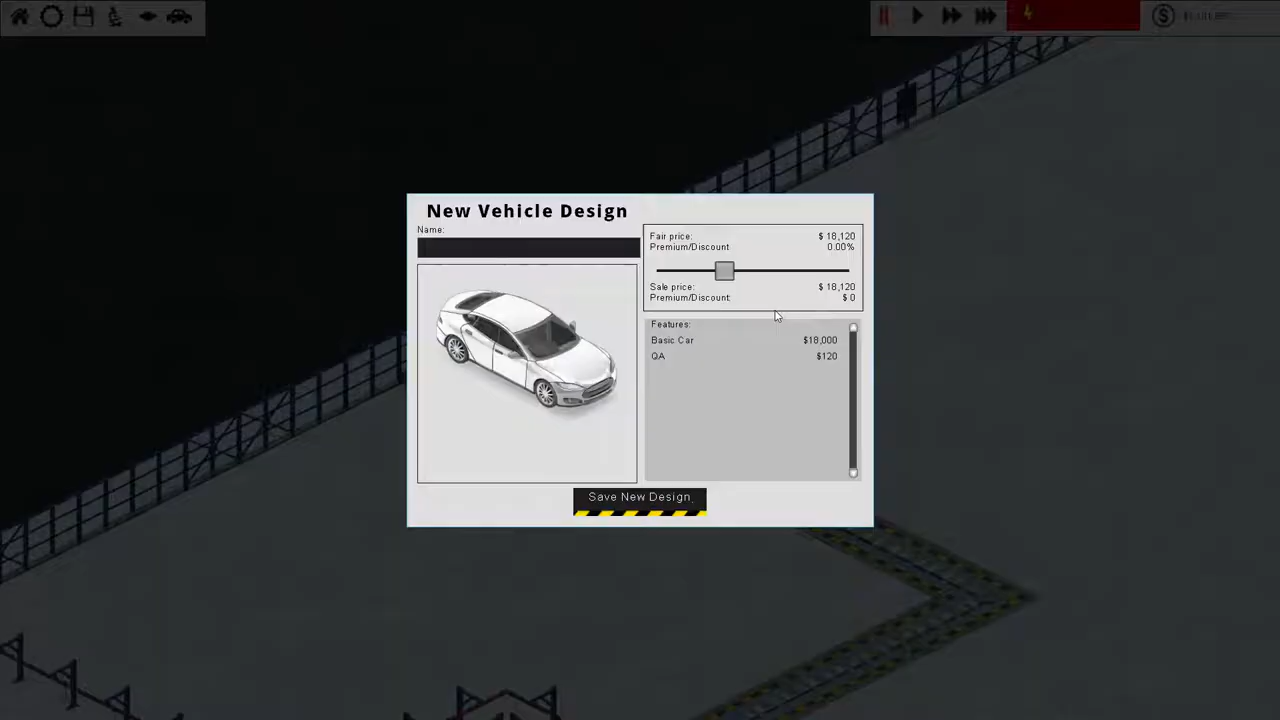 New Vehicle Design
Name:
Fair price: $ 18,120
Premium/Discount 0.00%
Sale price: $ 18,120
Premium/Discount: $ 0
Features:
Basic Car $18,000
QA $120
Save New Design